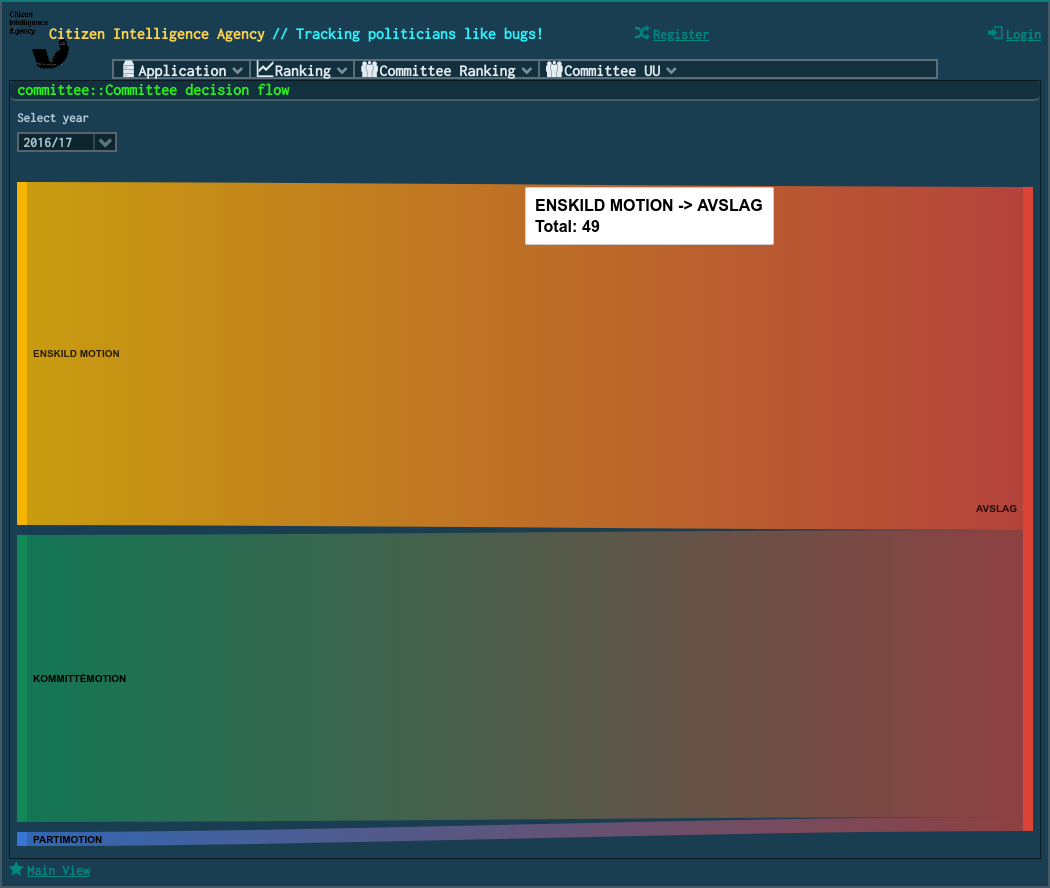 Citizen
Intelligence
Agency
Citizen Intelligence Agency // Tracking politicians like bugs!
Register
Login
Application
Ranking
Committee Ranking
Committee UU
committee::Committee decision flow
Select year
2016/17
ENSKILD MOTION -> AVSLAG
Total: 49
ENSKILD MOTION
AVSLAG
KOMMITTÉMOTION
PARTIMOTION
Main View